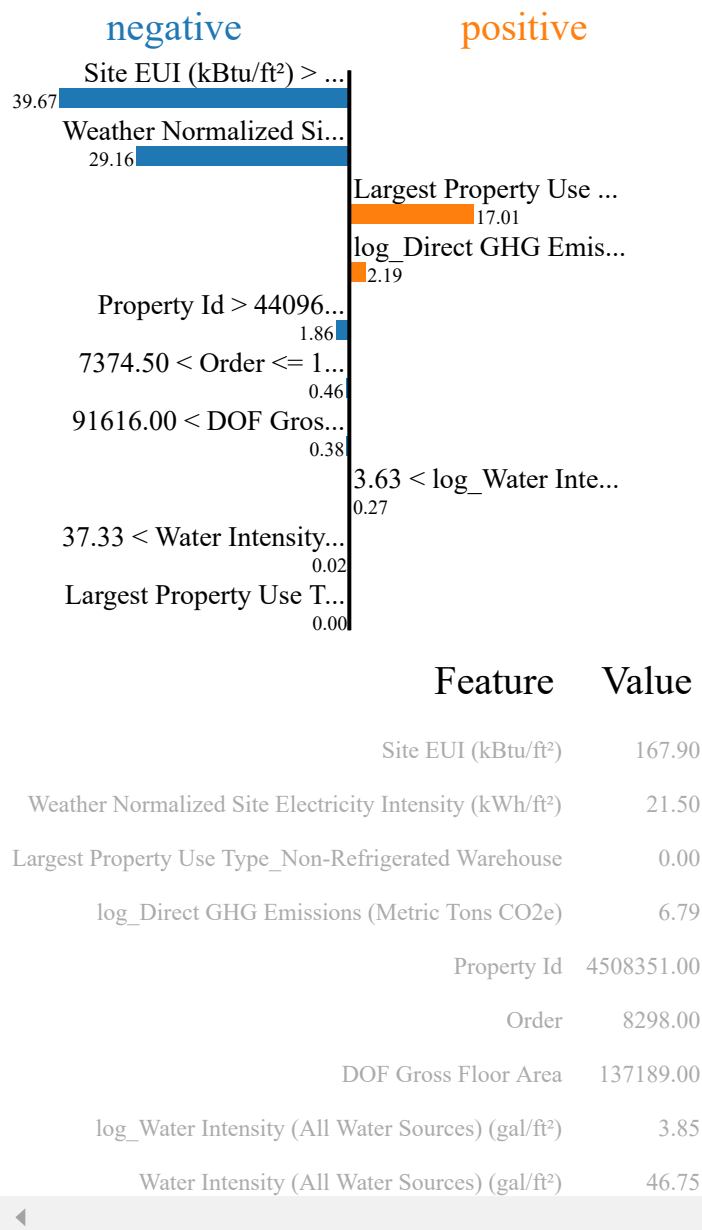 negative positive
Site EUI (kBtu/ft²) > ...
39.67
Weather Normalized Si...
29.16
Largest Property Use ...
17.01
log_Direct GHG Emis...
2.19
Property Id > 44096...
1.86
7374.50 < Order <= 1...
0.46
91616.00 < DOF Gros...
0.38
3.63 < log_Water Inte...
0.27
37.33 < Water Intensity...
0.02
Largest Property Use T...
0.00
Feature Value
Site EUI (kBtu/ft²) 167.90
Weather Normalized Site Electricity Intensity (kWh/ft²) 21.50
Largest Property Use Type_Non-Refrigerated Warehouse 0.00
log_Direct GHG Emissions (Metric Tons CO2e) 6.79
Property Id 4508351.00
Order 8298.00
DOF Gross Floor Area 137189.00
log_Water Intensity (All Water Sources) (gal/ft²) 3.85
Water Intensity (All Water Sources) (gal/ft²) 46.75